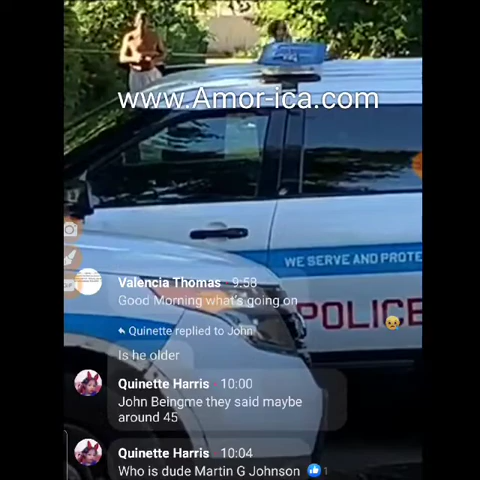 www.Amor-ica.com
WE SERVE AND PROTE
POLICE
Valencia Thomas 9:58
Good Morning what's going on
Quinette replied to John
Is he older
Quinette Harris 10:00
John Beingme they said maybe
around 45
Quinette Harris 10:04
Who is dude Martin G Johnson 1